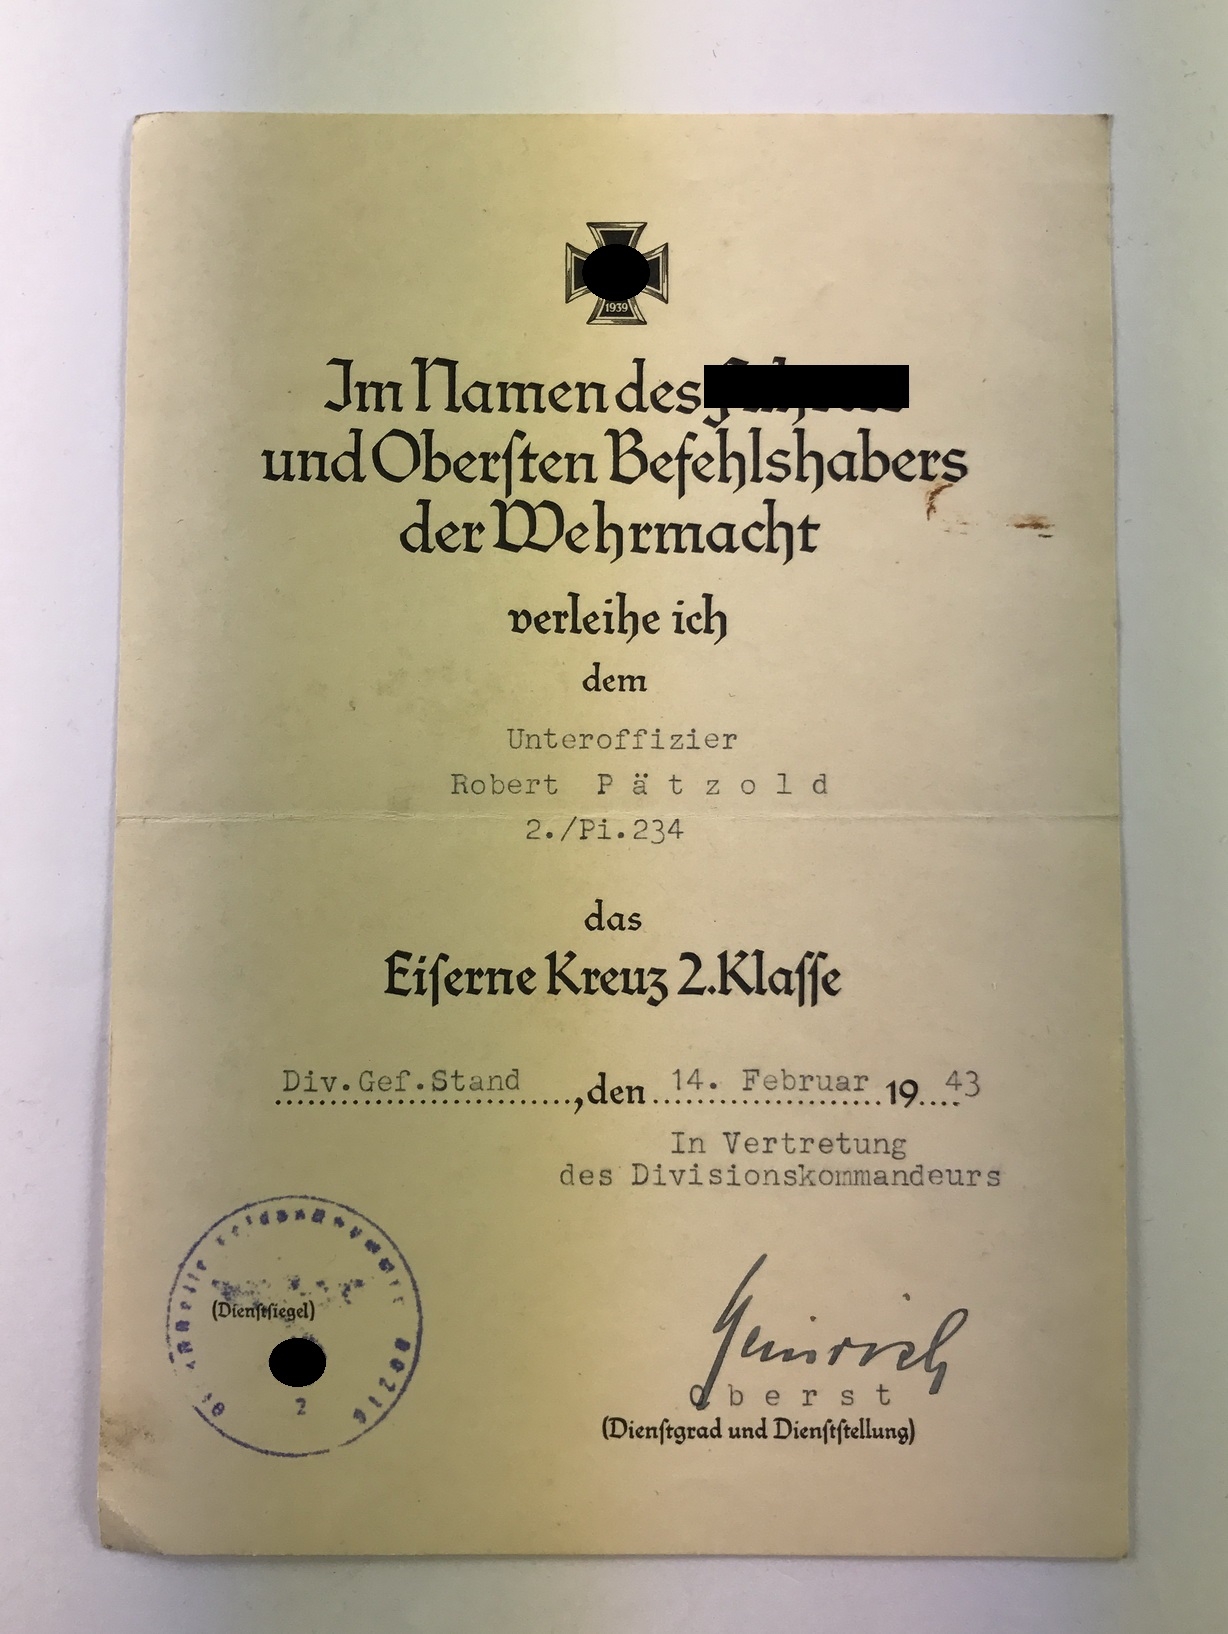 1939
Im Namen des
und Oberſten Befehlshabers
der Wehrmacht
verleihe ich
dem
Unteroffizier
Robert Pätzold
2./Pi.234
das
Eiſerne Kreuz 2.Klaſſe
Div.Gef.Stand, den 14. Februar 1943
In Vertretung
des Divisionskommandeurs
(Dienſtſiegel)
2
Heinrich
Oberst
(Dienſtgrad und Dienſtſtellung)